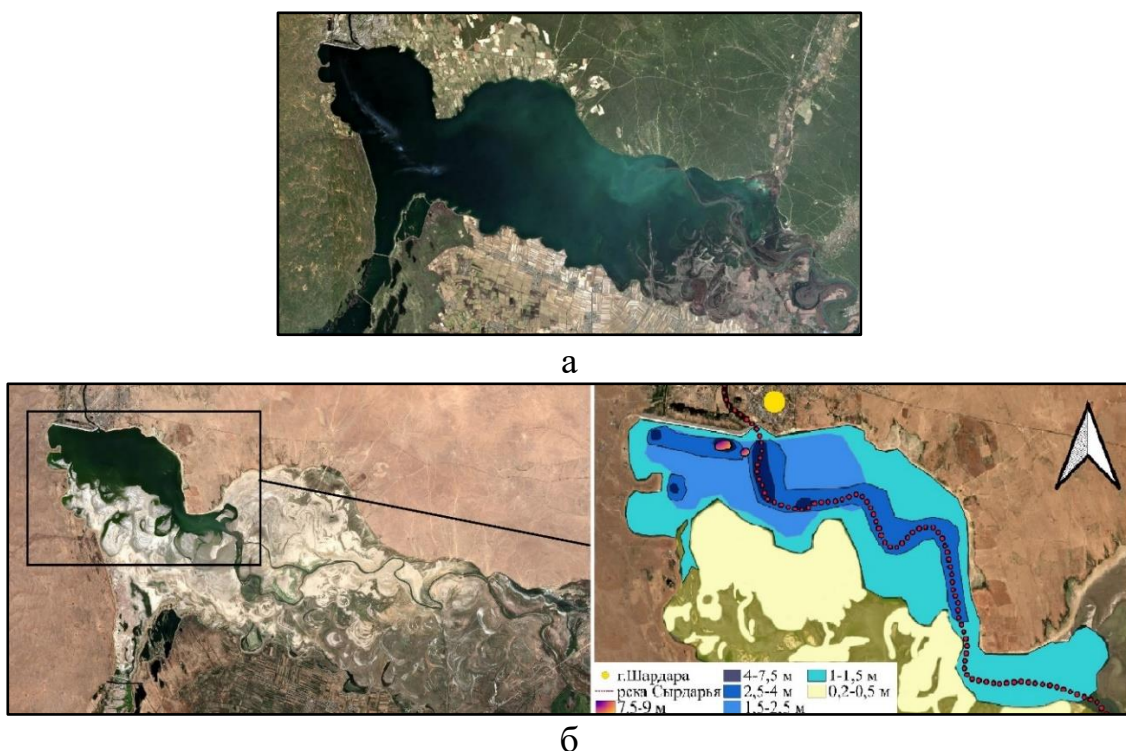 а
г.Шардара
река Сырдарья
7,5-9 м
4-7,5 м
2,5-4 м
1,5-2,5 м
1-1,5 м
0,2-0,5 м
б